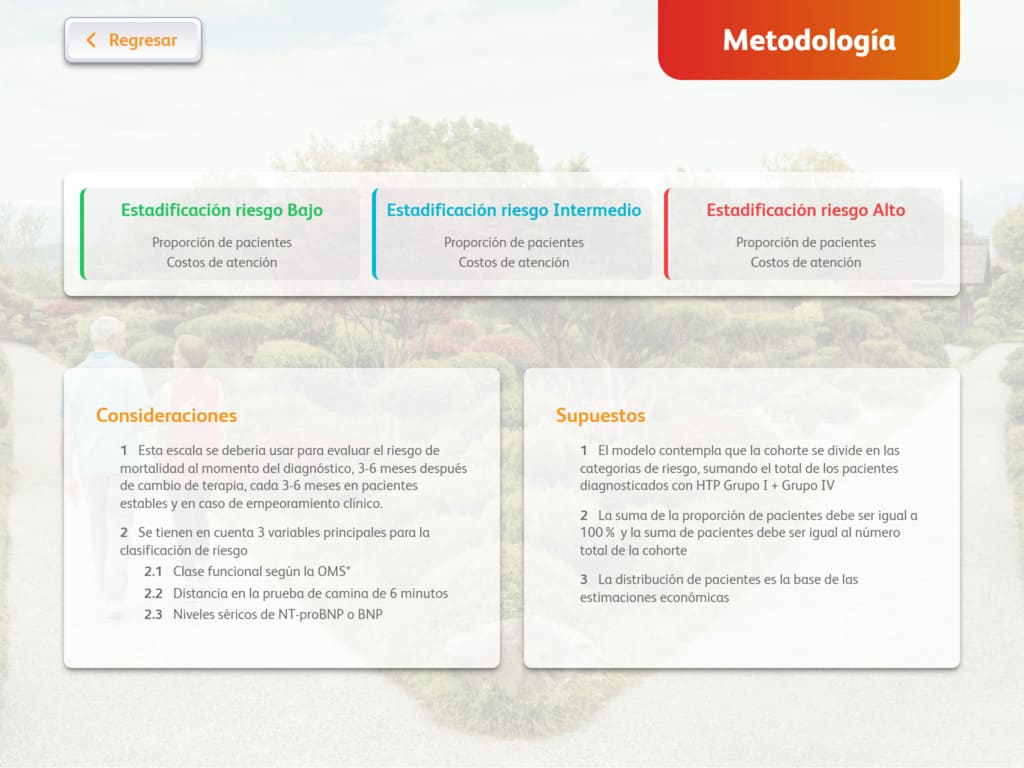 Regresar
Metodología
Estadificación riesgo Bajo
Proporción de pacientes
Costos de atención
Estadificación riesgo Intermedio
Proporción de pacientes
Costos de atención
Estadificación riesgo Alto
Proporción de pacientes
Costos de atención
Consideraciones
1 Esta escala se debería usar para evaluar el riesgo de
mortalidad al momento del diagnóstico, 3-6 meses después
de cambio de terapia, cada 3-6 meses en pacientes
estables y en caso de empeoramiento clínico.
2 Se tienen en cuenta 3 variables principales para la
clasificación de riesgo
2.1 Clase funcional según la OMS*
2.2 Distancia en la prueba de camina de 6 minutos
2.3 Niveles séricos de NT-proBNP o BNP
Supuestos
1 El modelo contempla que la cohorte se divide en las
categorias de riesgo, sumando el total de los pacientes
diagnosticados con HTP Grupo I + Grupo IV
2 La suma de la proporción de pacientes debe ser igual a
100% y la suma de pacientes debe ser igual al número
total de la cohorte
3 La distribución de pacientes es la base de las
estimaciones económicas